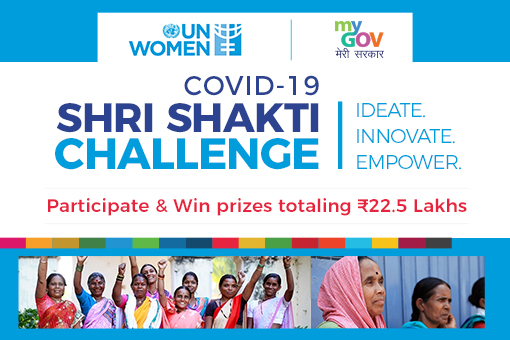 UN
WOMEN
my
GOV
मेरी सरकार
COVID-19
SHRI SHAKTI
CHALLENGE
IDEATE.
INNOVATE.
EMPOWER.
Participate & Win prizes totaling ₹22.5 Lakhs